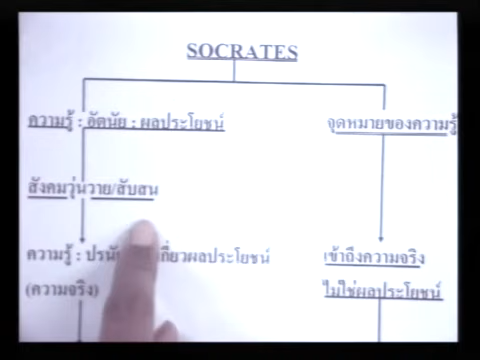 SOCRATES
ความรู้ : อัตนัย : ผลประโยชน์
จุดหมายของความรู้
สังคมวุ่นวาย/สับสน
ความรู้ : กี่ยวผลประโยชน์
เข้าถึงความจริง
(ความจริง)
ไม่ใช่ผลประโยชน์